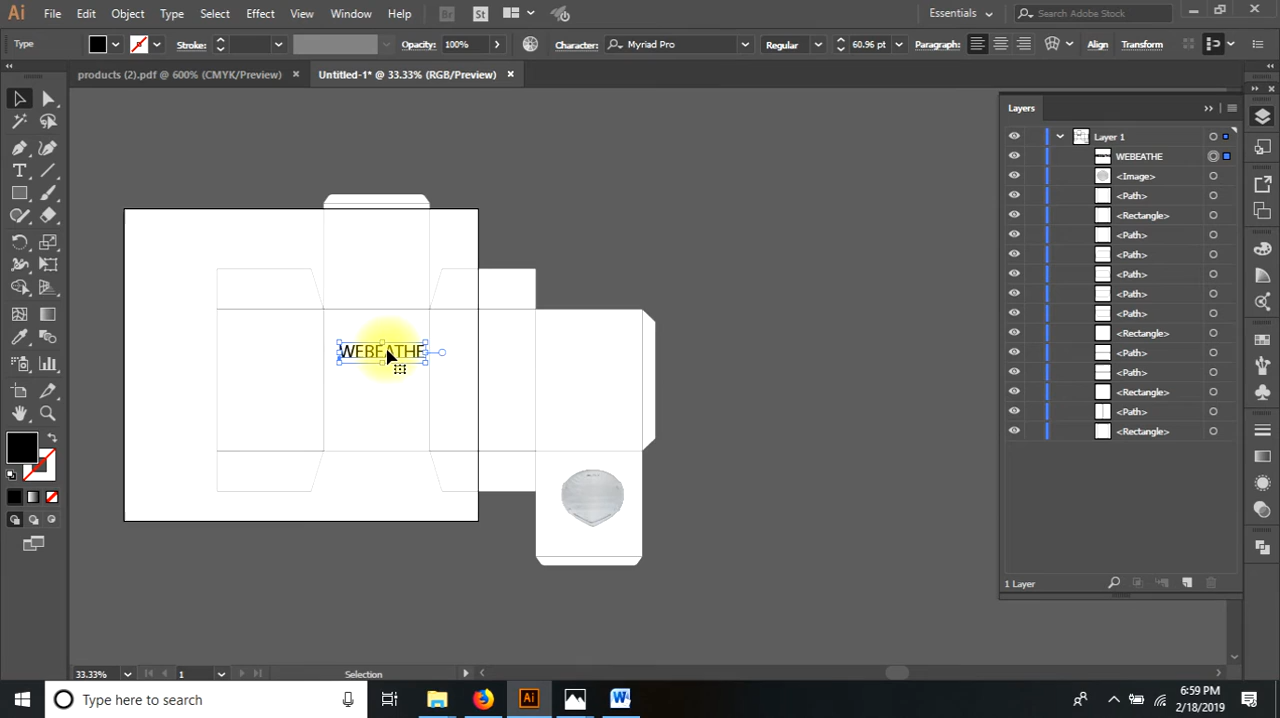 Ai File Edit Object Type Select Effect View Window Help Br St Essentials Search Adobe Stock
Type Stroke: Opacity: 100% Character: Myriad Pro Regular 60.96 pt Paragraph: Align Transform
products (2).pdf @ 600% (CMYK/Preview) Untitled-1* @ 33.33% (RGB/Preview)
Layers
Layer 1
WEBEATHE
<Image>
<Path>
<Rectangle>
<Path>
<Path>
<Path>
<Path>
<Path>
<Rectangle>
<Path>
<Path>
<Rectangle>
<Path>
<Rectangle>
WEBEATHE
1 Layer
33.33% 1 Selection
Type here to search
Ai
W
6:59 PM
2/18/2019